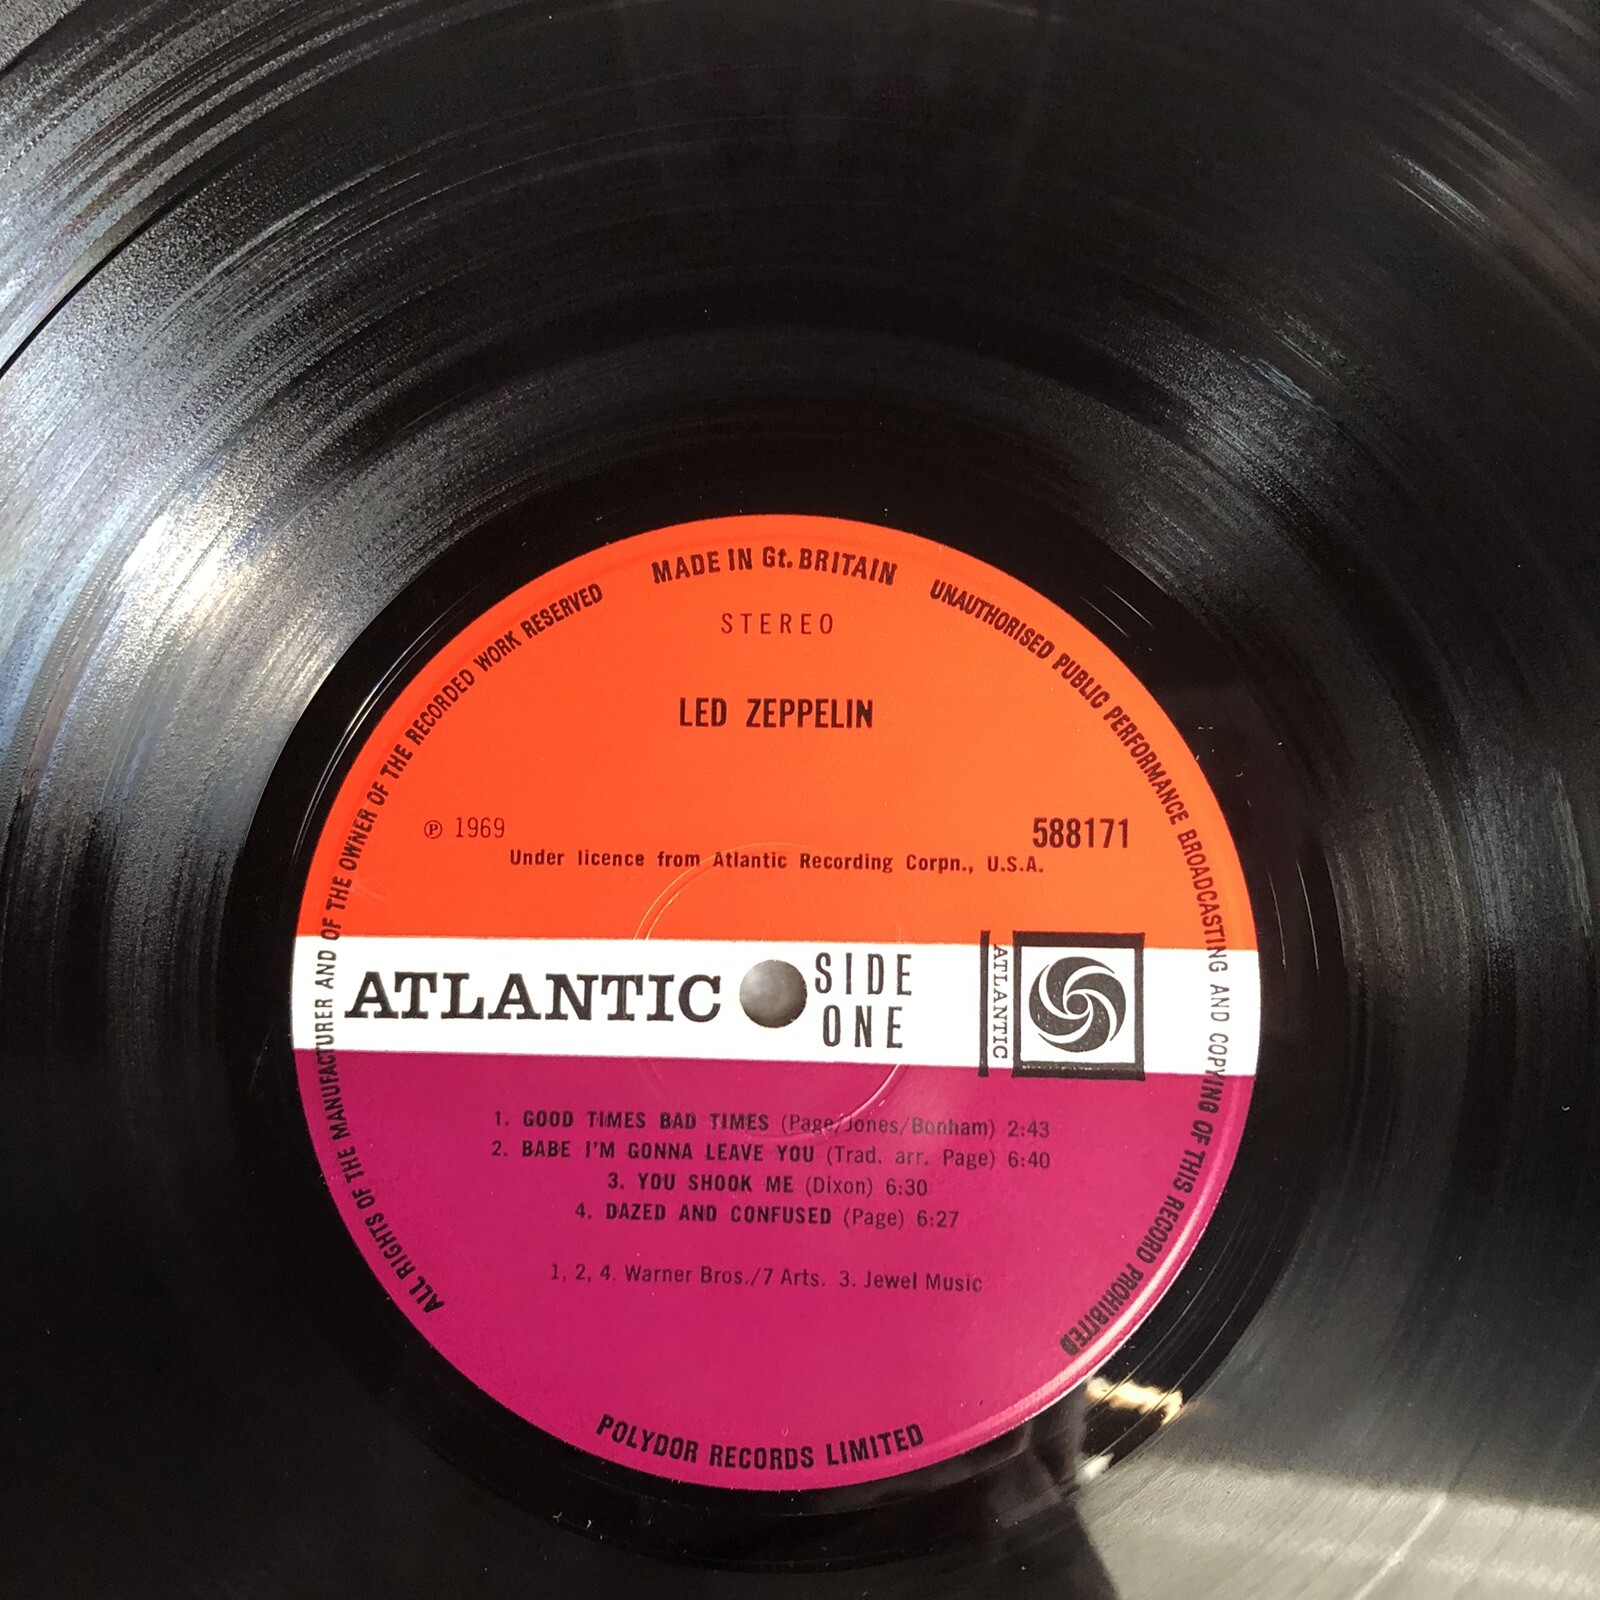 MADE IN Gt. BRITAIN
UNAUTHORISED PUBLIC PERFORMANCE BROADCASTING AND COPYING OF THIS RECORD PROHIBITED
ALL RIGHTS OF THE MANUFACTURER AND OF THE OWNER OF THE RECORDED WORK RESERVED
STEREO
LED ZEPPELIN
℗ 1969
588171
Under licence from Atlantic Recording Corpn., U.S.A.
ATLANTIC
SIDE
ONE
ATLANTIC
1. GOOD TIMES BAD TIMES (Page/Jones/Bonham) 2:43
2. BABE I'M GONNA LEAVE YOU (Trad. arr. Page) 6:40
3. YOU SHOOK ME (Dixon) 6:30
4. DAZED AND CONFUSED (Page) 6:27
1, 2, 4. Warner Bros./7 Arts. 3. Jewel Music
POLYDOR RECORDS LIMITED